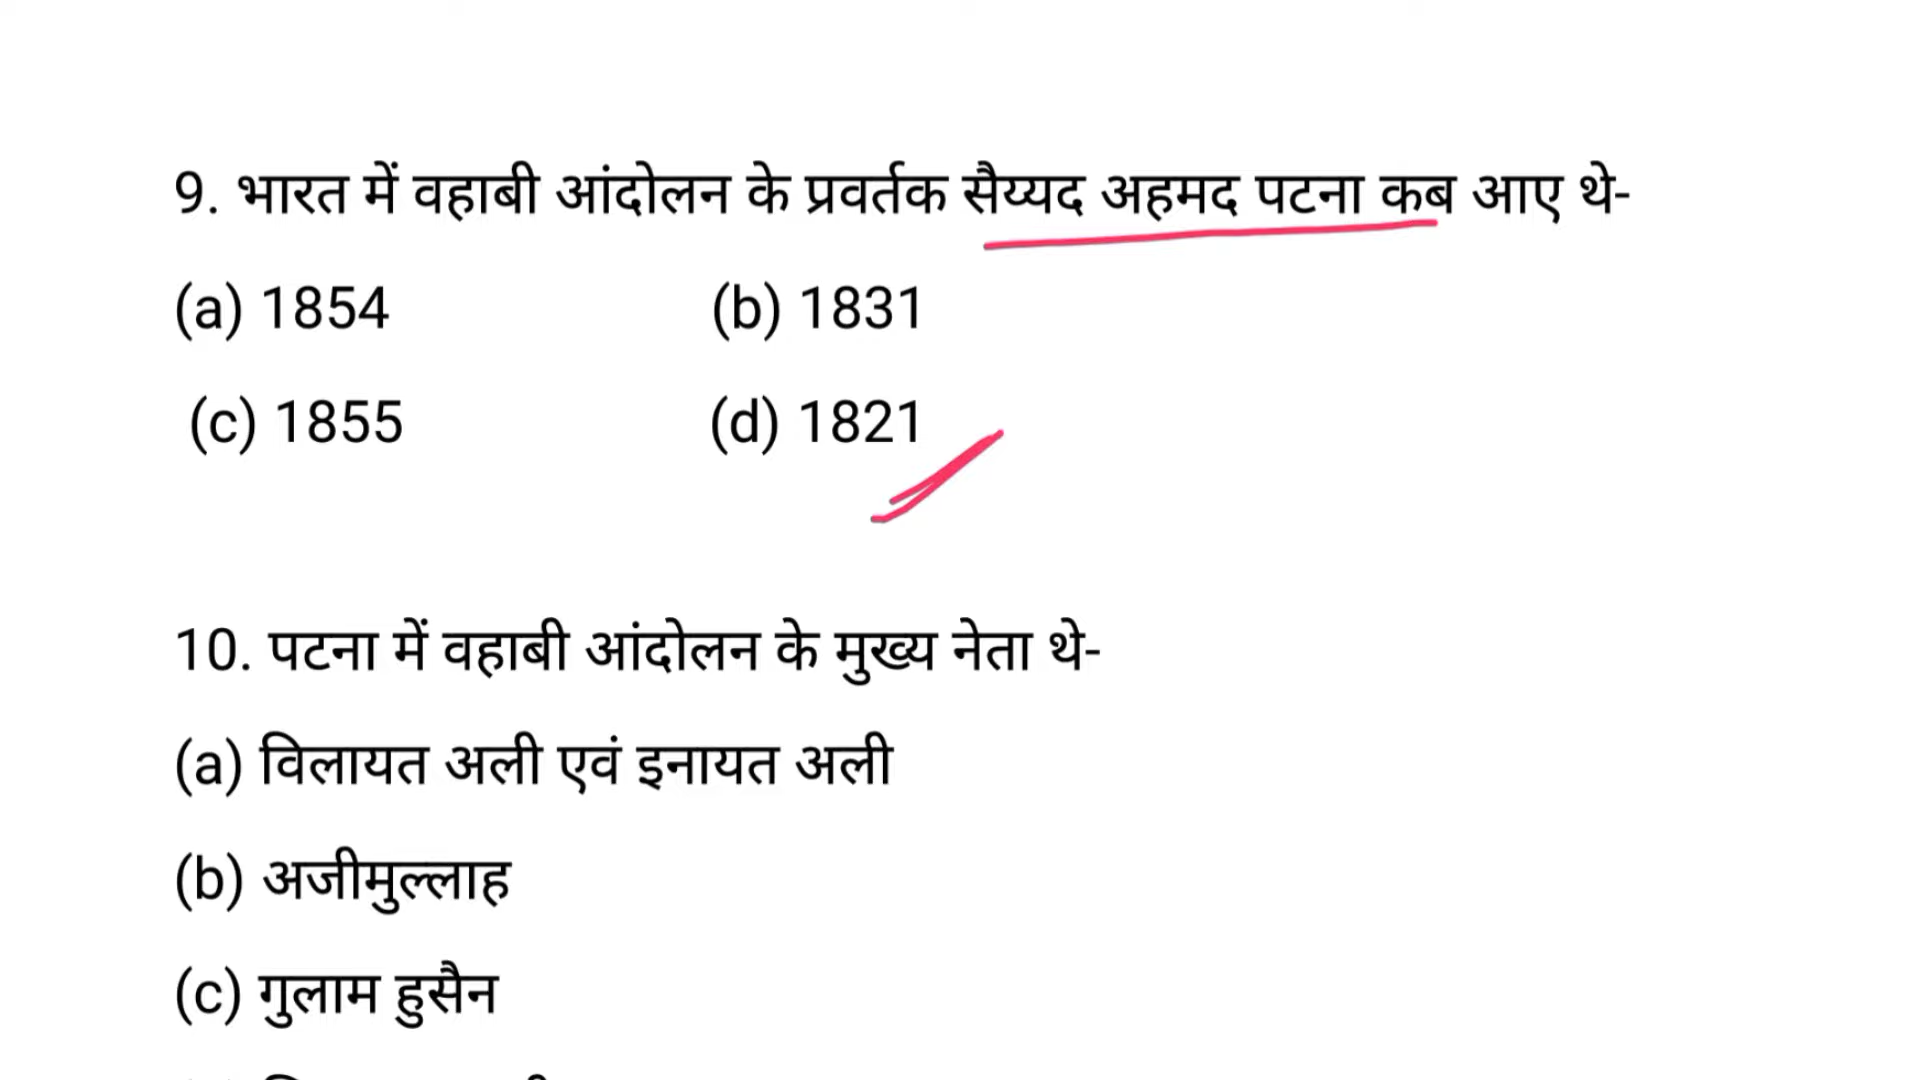 9. भारत में वहाबी आंदोलन के प्रवर्तक सैय्यद अहमद पटना कब आए थे-
(a) 1854 (b) 1831
(c) 1855 (d) 1821
10. पटना में वहाबी आंदोलन के मुख्य नेता थे-
(a) विलायत अली एवं इनायत अली
(b) अजीमुल्लाह
(c) गुलाम हुसैन